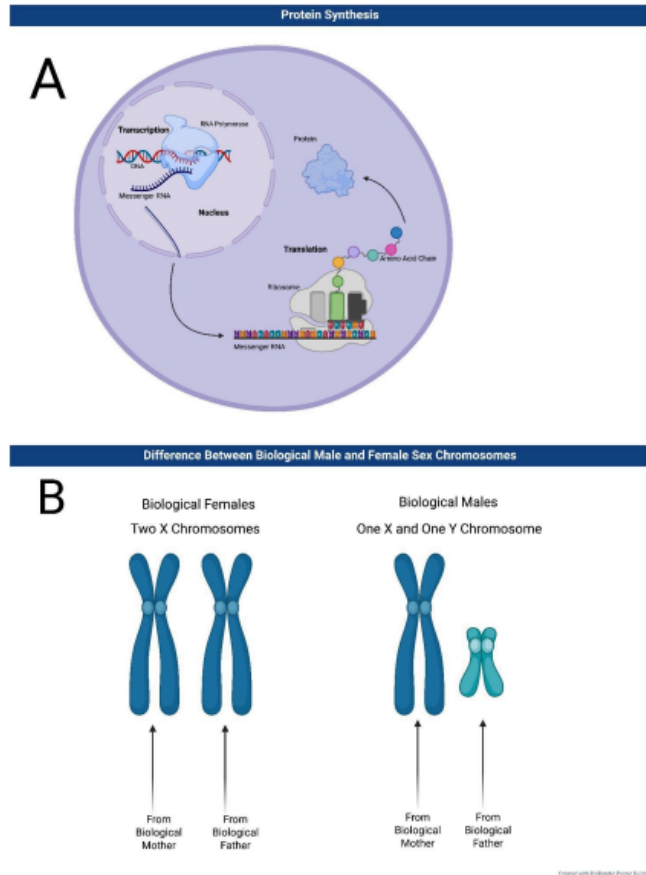 Protein Synthesis
A
Transcription
RNA Polymerase
DNA
Messenger RNA
Nucleus
Protein
Translation
Amino Acid Chain
Ribosome
Messenger RNA
Difference Between Biological Male and Female Sex Chromosomes
B
Biological Females
Two X Chromosomes
Biological Males
One X and One Y Chromosome
From
Biological
Mother
From
Biological
Father
From
Biological
Mother
From
Biological
Father